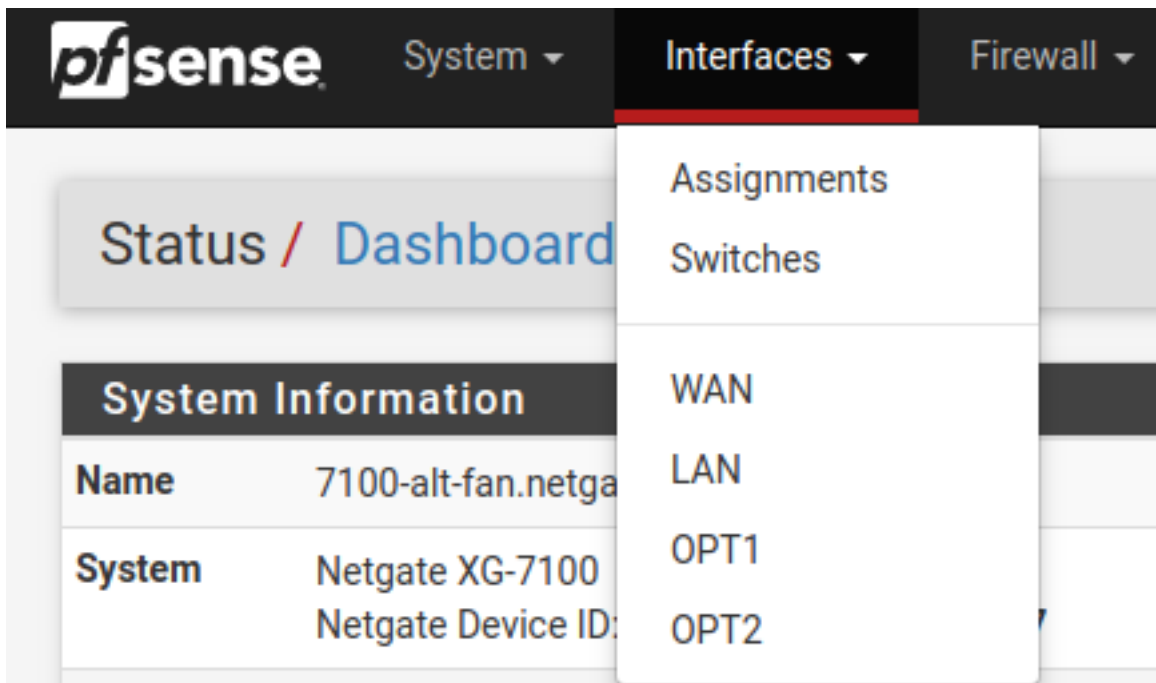 pfsense System Interfaces Firewall
Assignments
Switches
WAN
LAN
OPT1
OPT2
Status / Dashboard
System Information
Name 7100-alt-fan.netga
System Netgate XG-7100
Netgate Device ID: